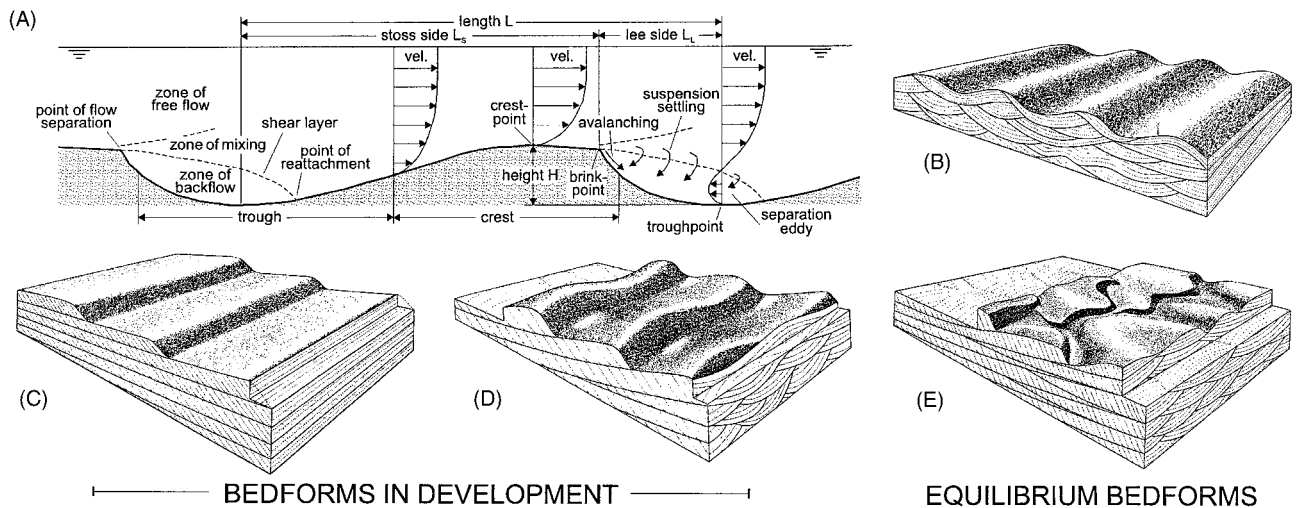 (A)
length L
stoss side Ls
lee side LL
vel.
vel.
vel.
zone of
free flow
point of flow
separation
zone of mixing
shear layer
point of
reattachment
zone of
backflow
crest-
point
avalanching
suspension
settling
height H
brink-
point
trough
crest
troughpoint
separation
eddy
(B)
(C)
(D)
(E)
BEDFORMS IN DEVELOPMENT
EQUILIBRIUM BEDFORMS